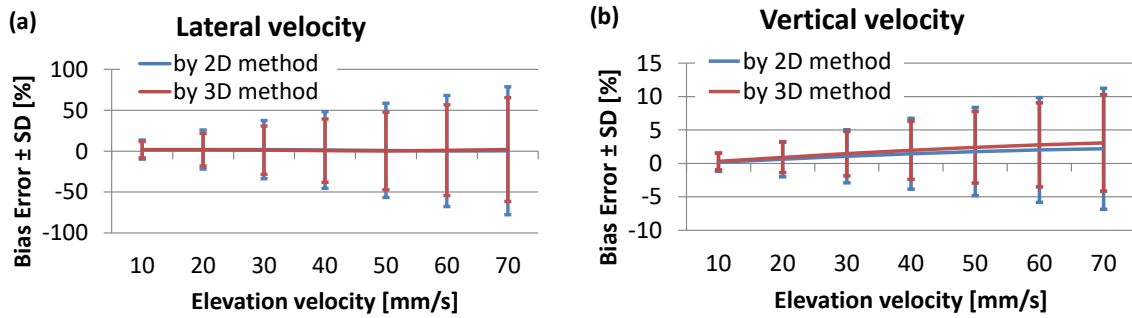 (a)
Lateral velocity
by 2D method
by 3D method
Bias Error ± SD [%]
100
50
0
-50
-100
10 20 30 40 50 60 70
Elevation velocity [mm/s]
(b)
Vertical velocity
by 2D method
by 3D method
Bias Error ± SD [%]
15
10
5
0
-5
-10
10 20 30 40 50 60 70
Elevation velocity [mm/s]